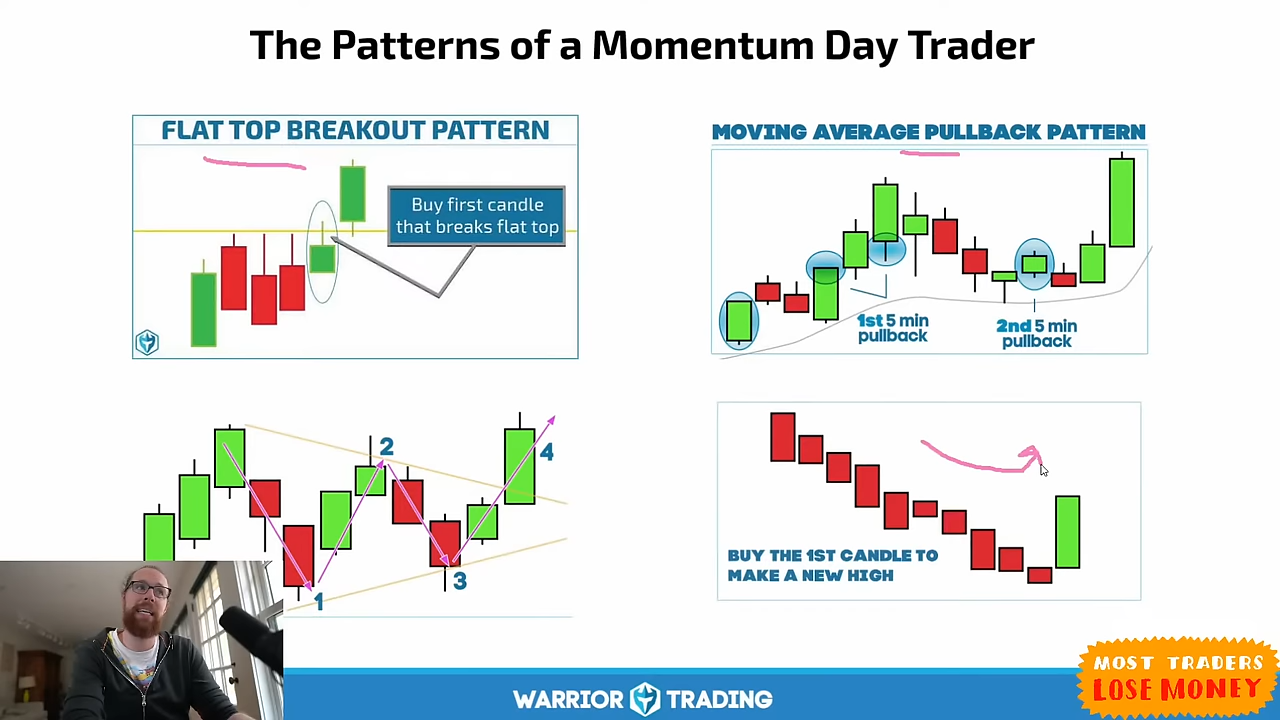 The Patterns of a Momentum Day Trader
FLAT TOP BREAKOUT PATTERN
Buy first candle
that breaks flat top
MOVING AVERAGE PULLBACK PATTERN
1st 5 min
pullback
2nd 5 min
pullback
1
2
3
4
BUY THE 1ST CANDLE TO
MAKE A NEW HIGH
MOST TRADERS
LOSE MONEY
WARRIOR TRADING